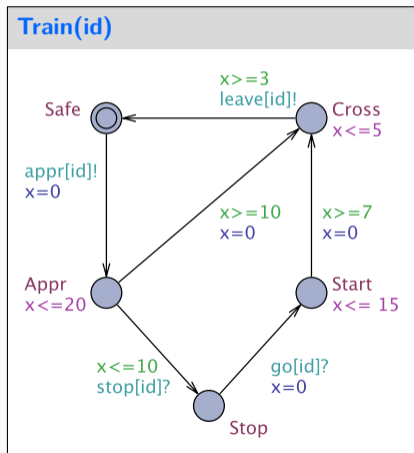 Train(id)
x>=3
leave[id]!
Safe
Cross
x<=5
appr[id]!
x=0
x>=10
x=0
x>=7
x=0
Appr
x<=20
Start
x<= 15
x<=10
stop[id]?
go[id]?
x=0
Stop